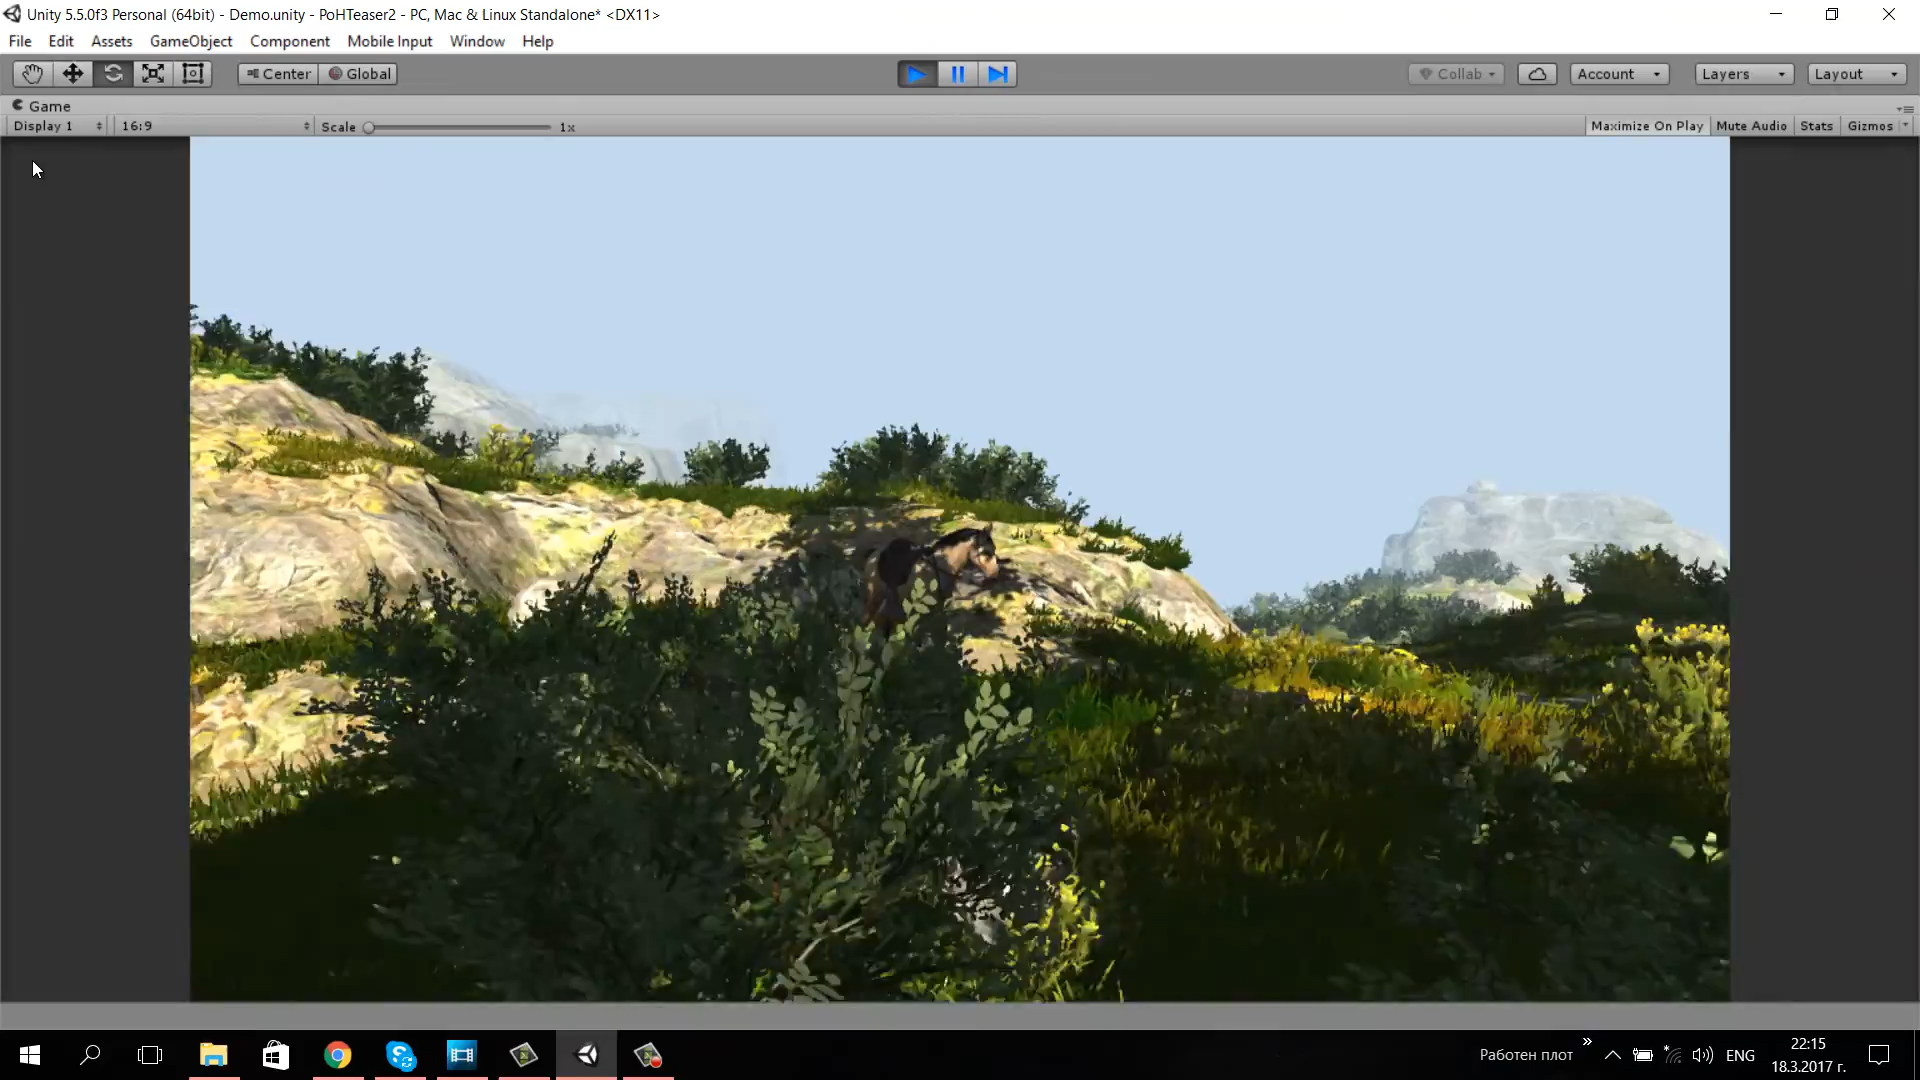 Unity 5.5.0f3 Personal (64bit) - Demo.unity - PoHTeaser2 - PC, Mac & Linux Standalone* <DX11>
File Edit Assets GameObject Component Mobile Input Window Help
Center Global Collab Account Layers Layout
Game
Display 1 16:9 Scale 1x Maximize On Play Mute Audio Stats Gizmos
Работен плот » ENG 22:15
18.3.2017 г.